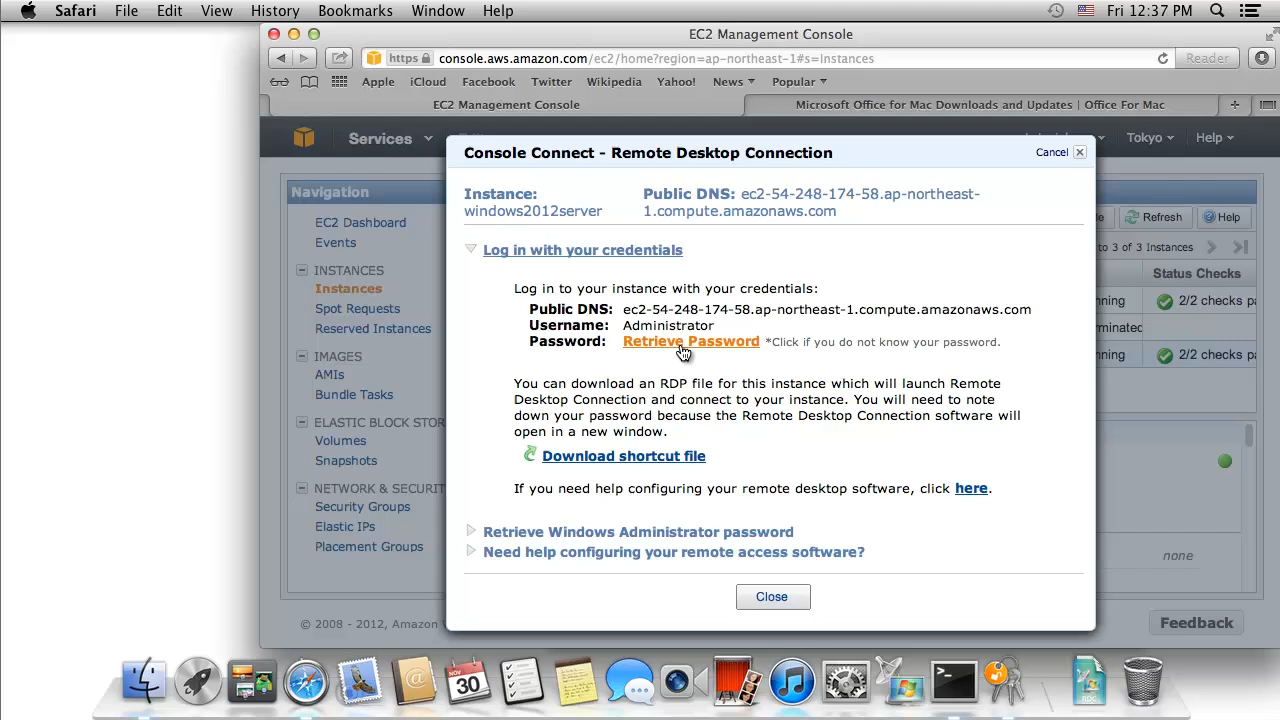 Safari File Edit View History Bookmarks Window Help Fri 12:37 PM
EC2 Management Console
https console.aws.amazon.com/ec2/home?region=ap-northeast-1#s=Instances Reader
Apple iCloud Facebook Twitter Wikipedia Yahoo! News Popular
EC2 Management Console Microsoft Office for Mac Downloads and Updates | Office For Mac
Services Tokyo Help
Console Connect - Remote Desktop Connection Cancel
Instance: Public DNS: ec2-54-248-174-58.ap-northeast-
windows2012server 1.compute.amazonaws.com
Log in with your credentials
Log in to your instance with your credentials:
Public DNS: ec2-54-248-174-58.ap-northeast-1.compute.amazonaws.com
Username: Administrator
Password: Retrieve Password *Click if you do not know your password.
You can download an RDP file for this instance which will launch Remote
Desktop Connection and connect to your instance. You will need to note
down your password because the Remote Desktop Connection software will
open in a new window.
Download shortcut file
If you need help configuring your remote desktop software, click here.
Retrieve Windows Administrator password
Need help configuring your remote access software?
Close
Navigation
EC2 Dashboard
Events
INSTANCES
Instances
Spot Requests
Reserved Instances
IMAGES
AMIs
Bundle Tasks
ELASTIC BLOCK STOR
Volumes
Snapshots
NETWORK & SECURIT
Security Groups
Elastic IPs
Placement Groups
Refresh Help
to 3 of 3 Instances
Status Checks
nning 2/2 checks pa
rminated
nning 2/2 checks pa
none
© 2008 - 2012, Amazon
Feedback
NOV
30
RDC